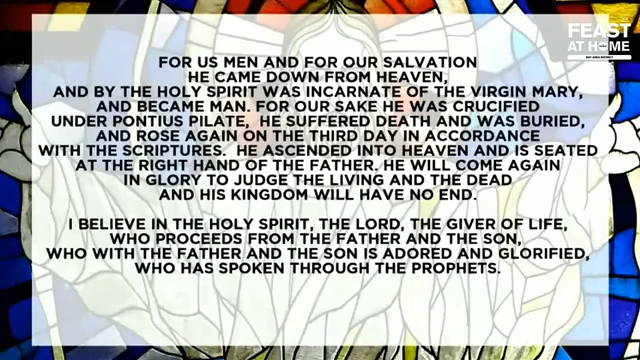 FEAST
AT HOME
BAY AREA DISTRICT
FOR US MEN AND FOR OUR SALVATION
HE CAME DOWN FROM HEAVEN,
AND BY THE HOLY SPIRIT WAS INCARNATE OF THE VIRGIN MARY,
AND BECAME MAN. FOR OUR SAKE HE WAS CRUCIFIED
UNDER PONTIUS PILATE, HE SUFFERED DEATH AND WAS BURIED,
AND ROSE AGAIN ON THE THIRD DAY IN ACCORDANCE
WITH THE SCRIPTURES. HE ASCENDED INTO HEAVEN AND IS SEATED
AT THE RIGHT HAND OF THE FATHER. HE WILL COME AGAIN
IN GLORY TO JUDGE THE LIVING AND THE DEAD
AND HIS KINGDOM WILL HAVE NO END.
I BELIEVE IN THE HOLY SPIRIT, THE LORD, THE GIVER OF LIFE,
WHO PROCEEDS FROM THE FATHER AND THE SON,
WHO WITH THE FATHER AND THE SON IS ADORED AND GLORIFIED,
WHO HAS SPOKEN THROUGH THE PROPHETS.